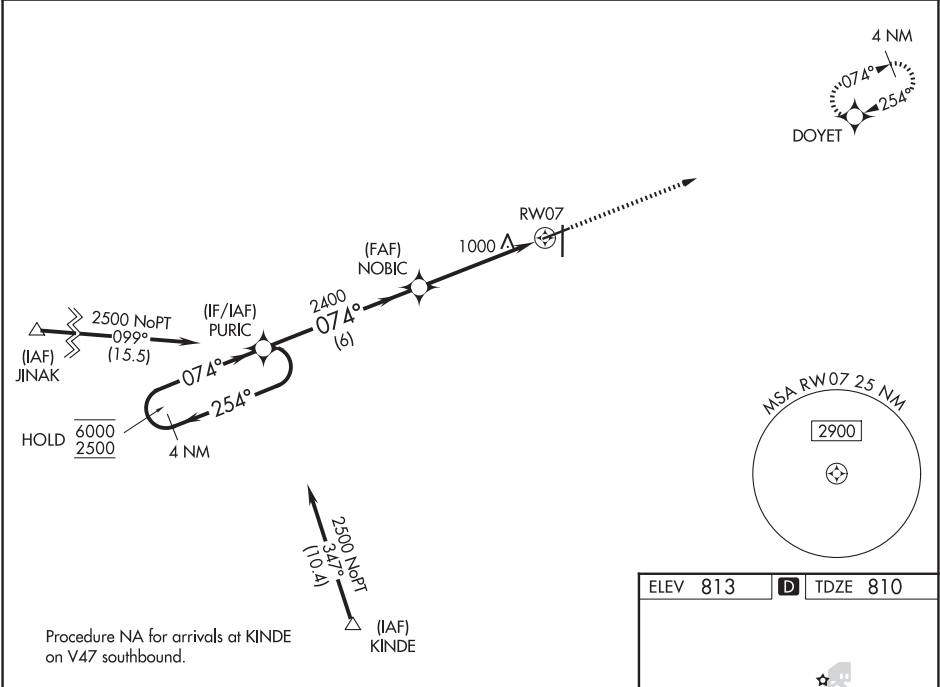 4 NM
074°
254°
DOYET
RW07
1000
(FAF)
NOBIC
2400
074°
(6)
(IF/IAF)
PURIC
2500 NoPT
099°
(15.5)
(IAF)
JINAK
074°
254°
HOLD 6000
2500
4 NM
MSA RW07 25 NM
2900
2500 NoPT
347°
(10.4)
(IAF)
KINDE
Procedure NA for arrivals at KINDE
on V47 southbound.
ELEV 813 D TDZE 810